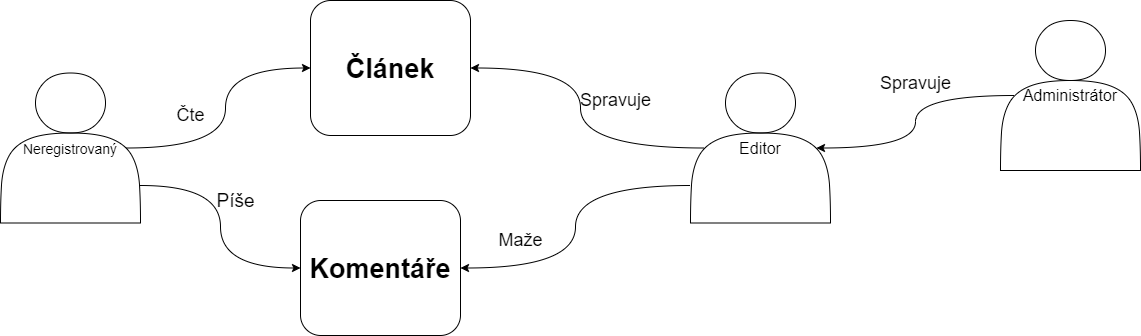 Článek
Spravuje
Administrátor
Spravuje
Čte
Neregistrovaný
Editor
Píše
Maže
Komentáře